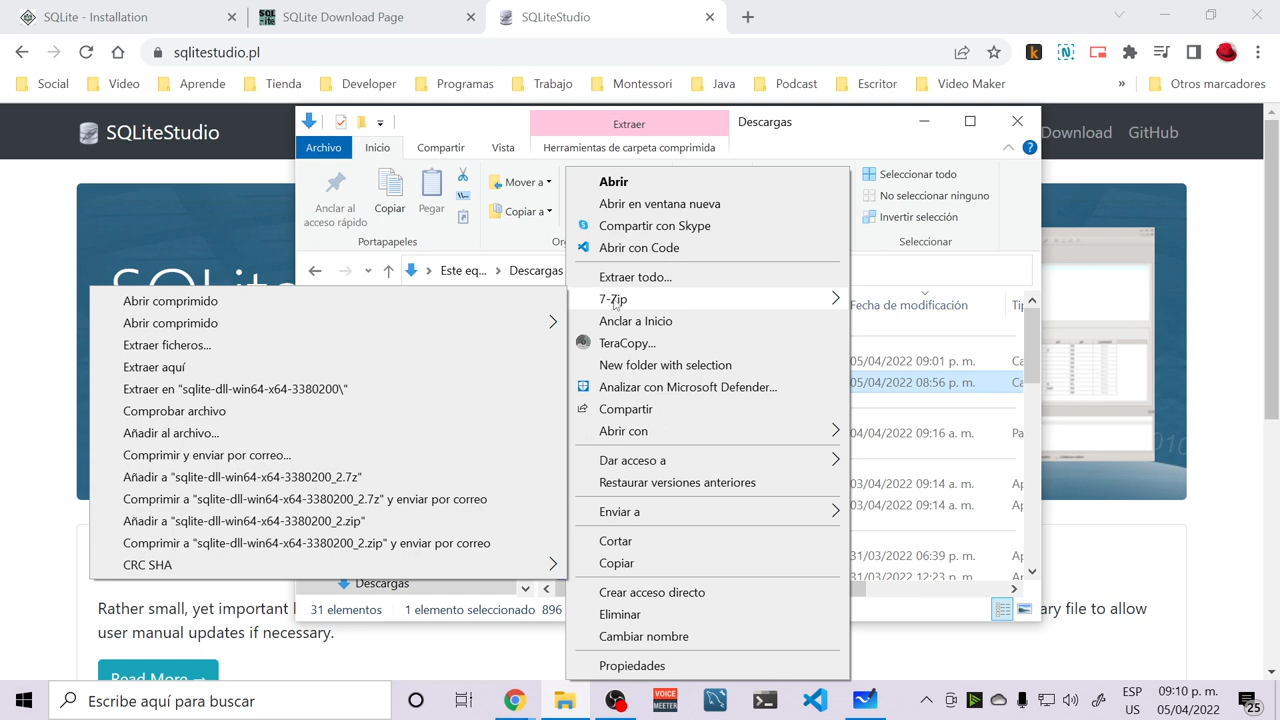 SQLite - Installation
SQLite Download Page
SQLiteStudio
sqlitestudio.pl
Social
Video
Aprende
Tienda
Developer
Programas
Trabajo
Montessori
Java
Podcast
Escritor
Video Maker
»
Otros marcadores
SQLiteStudio
Download
GitHub
Extraer
Descargas
Archivo
Inicio
Compartir
Vista
Herramientas de carpeta comprimida
Anclar al
acceso rápido
Copiar
Pegar
Mover a
Copiar a
Portapapeles
Seleccionar todo
No seleccionar ninguno
Invertir selección
Seleccionar
Este eq...
Descargas
Fecha de modificación
05/04/2022 09:01 p. m.
05/04/2022 08:56 p. m.
04/04/2022 09:16 a. m.
03/04/2022 09:14 a. m.
03/04/2022 09:14 a. m.
31/03/2022 06:39 p. m.
31/03/2022 12:23 p. m.
Abrir
Abrir en ventana nueva
Compartir con Skype
Abrir con Code
Extraer todo...
7-Zip
Anclar a Inicio
TeraCopy...
New folder with selection
Analizar con Microsoft Defender...
Compartir
Abrir con
Dar acceso a
Restaurar versiones anteriores
Enviar a
Cortar
Copiar
Crear acceso directo
Eliminar
Cambiar nombre
Propiedades
Abrir comprimido
Abrir comprimido
Extraer ficheros...
Extraer aquí
Extraer en "sqlite-dll-win64-x64-3380200\"
Comprobar archivo
Añadir al archivo...
Comprimir y enviar por correo...
Añadir a "sqlite-dll-win64-x64-3380200_2.7z"
Comprimir a "sqlite-dll-win64-x64-3380200_2.7z" y enviar por correo
Añadir a "sqlite-dll-win64-x64-3380200_2.zip"
Comprimir a "sqlite-dll-win64-x64-3380200_2.zip" y enviar por correo
CRC SHA
Descargas
31 elementos
1 elemento seleccionado 896
Rather small, yet important
file to allow
user manual updates if necessary.
Read More →
Escribe aquí para buscar
VOICE
MEETER
ESP
US
09:10 p. m.
05/04/2022
25